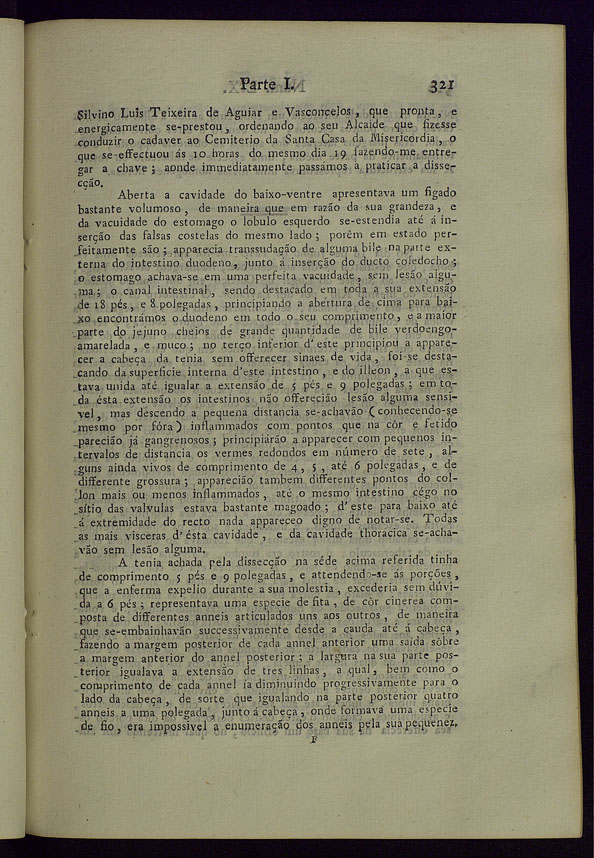 Parte I. 321
Silvino Luis Teixeira de Aguiar e Vasconcelos, que pronta, e
energicamente se-prestou, ordenando ao seu Alcaide que fizesse
conduzir o cadaver ao Cemiterio da Santa Casa da Misericordia, o
que se-effectuou ás 10 horas do mesmo dia 19 fazendo-me entre-
gar a chave; aonde immediatamente passámos a praticar a disse-
cção.
Aberta a cavidade do baixo-ventre apresentava um figado
bastante volumoso, de maneira que em razão da sua grandeza, e
da vacuidade do estomago o lobulo esquerdo se-estendia até á in-
serção das falsas costelas do mesmo lado; porém em estado per-
feitamente são; apparecia transsudação de alguma bile na parte ex-
terna do intestino duodeno, junto á inserção do ducto coledocho;
o estomago achava-se em uma perfeita vacuidade, sem lesão algu-
ma; o canal intestinal, sendo destacado em toda a sua extensão
de 18 pés, e 8 polegadas, principiando a abertura de cima para bai-
xo encontrámos o duodeno em todo o seu comprimento, e a maior
parte do jejuno cheios de grande quantidade de bile verdoengo-
amarelada, e muco; no terço inferior d'este principiou a appare-
cer a cabeça da tenia sem offerecer sinaes de vida, foi-se desta-
cando da superficie interna d'este intestino, e do illeon, a que es-
tava unida até igualar a extensão de 5 pés e 9 polegadas; em to-
da ésta extensão os intestinos não offereçião lesão alguma sensi-
vel, mas descendo a pequena distancia se-achavão (conhecendo-se
mesmo por fóra) inflammados com pontos que na còr e fetido
parecião já gangrenosos; principiárão a apparecer com pequenos in-
tervalos de distancia os vermes redondos em número de sete, al-
guns ainda vivos de comprimento de 4, 5, até 6 polegadas, e de
differente grossura; apparecião tambem differentes pontos do col-
lon mais ou menos inflammados, até o mesmo intestino cégo no
sítio das valvulas estava bastante magoado; d'este para baixo até
á extremidade do recto nada appareceo digno de notar-se. Todas
as mais visceras d'ésta cavidade, e da cavidade thoracica se-acha-
vão sem lesão alguma.
A tenia achada pela dissecção na séde acima referida tinha
de comprimento 5 pés e 9 polegadas, e attendendo-se ás porções,
que a enferma expelio durante a sua molestia, excederia sem dúvi-
da a 6 pés; representava uma especie de fita, de còr cinerea com-
posta de differentes anneis articulados uns aos outros, de maneira
que se-embainhavão successivamente desde a cauda até á cabeça,
fazendo a margem posterior de cada annel anterior uma saída sôbre
a margem anterior do annel posterior; a largura na sua parte pos-
terior igualava a extensão de tres linhas, a qual, bem como o
comprimento de cada annel ía diminuindo progressivamente para o
lado da cabeça, de sorte que igualando na parte posterior quatro
anneis a uma polegada, junto á cabeça, onde formava uma especie
de fio, era impossivel a enumeração dos anneis pela sua pequenez.
F